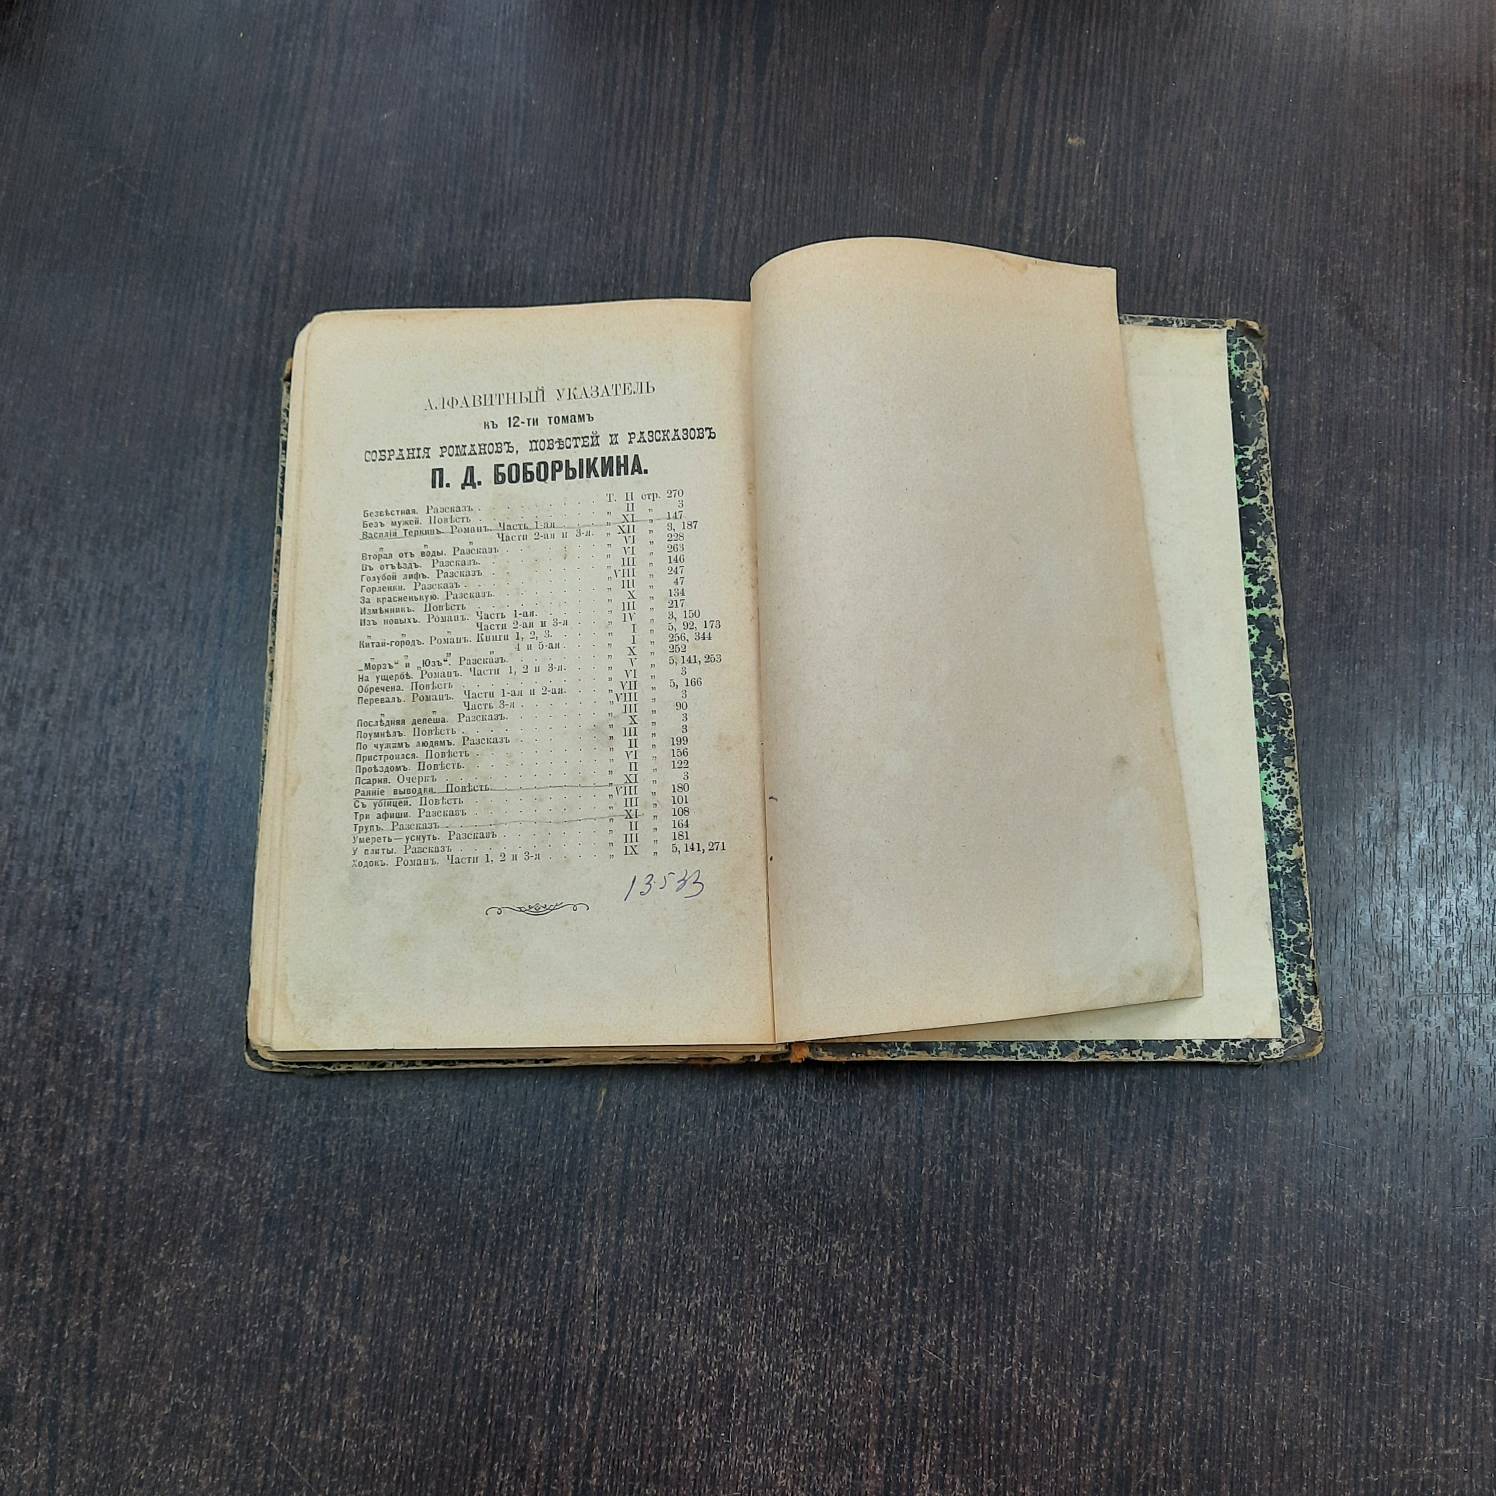 АЛФАВИТНЫЙ УКАЗАТЕЛЬ
къ 12-ти томамъ
СОБРАНІЯ РОМАНОВЪ, ПОВѢСТЕЙ И РАЗСКАЗОВЪ
П. Д. БОБОРЫКИНА.
Безвѣстная. Разсказъ . . . . . . Т. II стр. 270
Безъ мужей. Повѣсть . . . . . . „ II „ 3
Василій Теркинъ. Романъ. Часть 1-ая . . . „ XI „ 147
„ „ „ Части 2-ая и 3-я. „ XII „ 3, 187
Вторая отъ воды. Разсказъ . . . . . . „ VI „ 228
Въ отъѣздъ. Разсказъ. . . . . . . „ VI „ 263
Голубой лифъ. Разсказъ . . . . . . „ III „ 146
Горленки. Разсказъ . . . . . . „ VIII „ 247
За красненькую. Разсказъ. . . . . . „ III „ 47
Измѣнникъ. Повѣсть . . . . . . „ X „ 134
Изъ новыхъ. Романъ. Часть 1-ая. . . . . „ III „ 217
„ „ „ Части 2-ая и 3-я . . . „ IV „ 3, 150
Китай-городъ. Романъ. Книги 1, 2, 3. . . . . „ I „ 5, 92, 173
„ „ „ „ 4 и 5-ая. . . . „ I „ 256, 344
„Морзъ“ и „Юзъ“. Разсказъ. . . . . . „ X „ 252
На ущербѣ. Романъ. Части 1, 2 и 3-я. . . . „ V „ 5, 141, 253
Обречена. Повѣсть . . . . . . „ VI „ 3
Перевалъ. Романъ. Части 1-ая и 2-ая. . . . „ VII „ 5, 166
„ „ Часть 3-я . . . . . „ VIII „ 3
Послѣдняя депеша. Разсказъ. . . . . . „ III „ 90
Поумнѣлъ. Повѣсть . . . . . . „ X „ 3
По чужимъ людямъ. Разсказъ . . . . . „ III „ 3
Пристроился. Повѣсть . . . . . . „ II „ 199
Проѣздомъ. Повѣсть. . . . . . . „ VI „ 156
Псарня. Очеркъ . . . . . . „ II „ 122
Ранніе выводки. Повѣсть. . . . . . „ XI „ 3
Съ убійцей. Повѣсть . . . . . . „ VIII „ 180
Три афиши. Разсказъ . . . . . . „ III „ 101
Трупъ. Разсказъ . . . . . . „ XI „ 108
Умереть—уснуть. Разсказъ . . . . . . „ II „ 164
У плиты. Разсказъ . . . . . . „ III „ 181
Ходокъ. Романъ. Части 1, 2 и 3-я . . . . „ IX „ 5, 141, 271
13533